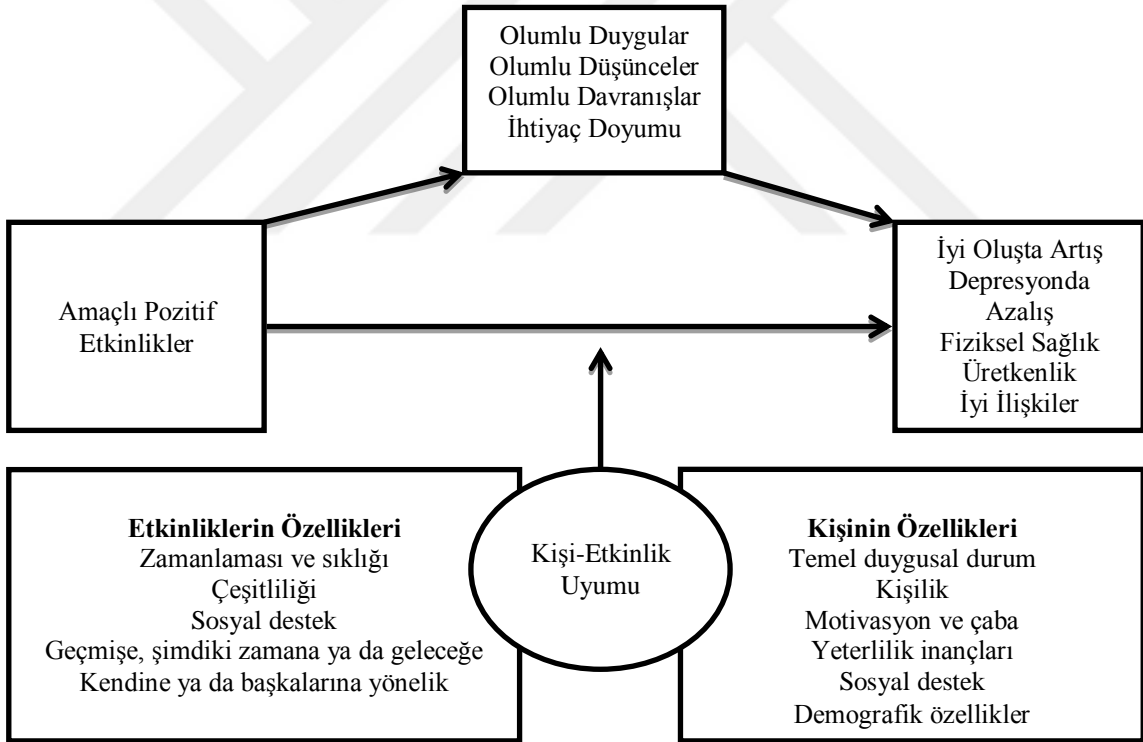 Olumlu Duygular
Olumlu Düşünceler
Olumlu Davranışlar
İhtiyaç Doyumu
Amaçlı Pozitif
Etkinlikler
İyi Oluşta Artış
Depresyonda
Azalış
Fiziksel Sağlık
Üretkenlik
İyi İlişkiler
Etkinliklerin Özellikleri
Zamanlaması ve sıklığı
Çeşitliliği
Sosyal destek
Geçmişe, şimdiki zamana ya da geleceğe
Kendine ya da başkalarına yönelik
Kişi-Etkinlik
Uyumu
Kişinin Özellikleri
Temel duygusal durum
Kişilik
Motivasyon ve çaba
Yeterlilik inançları
Sosyal destek
Demografik özellikler